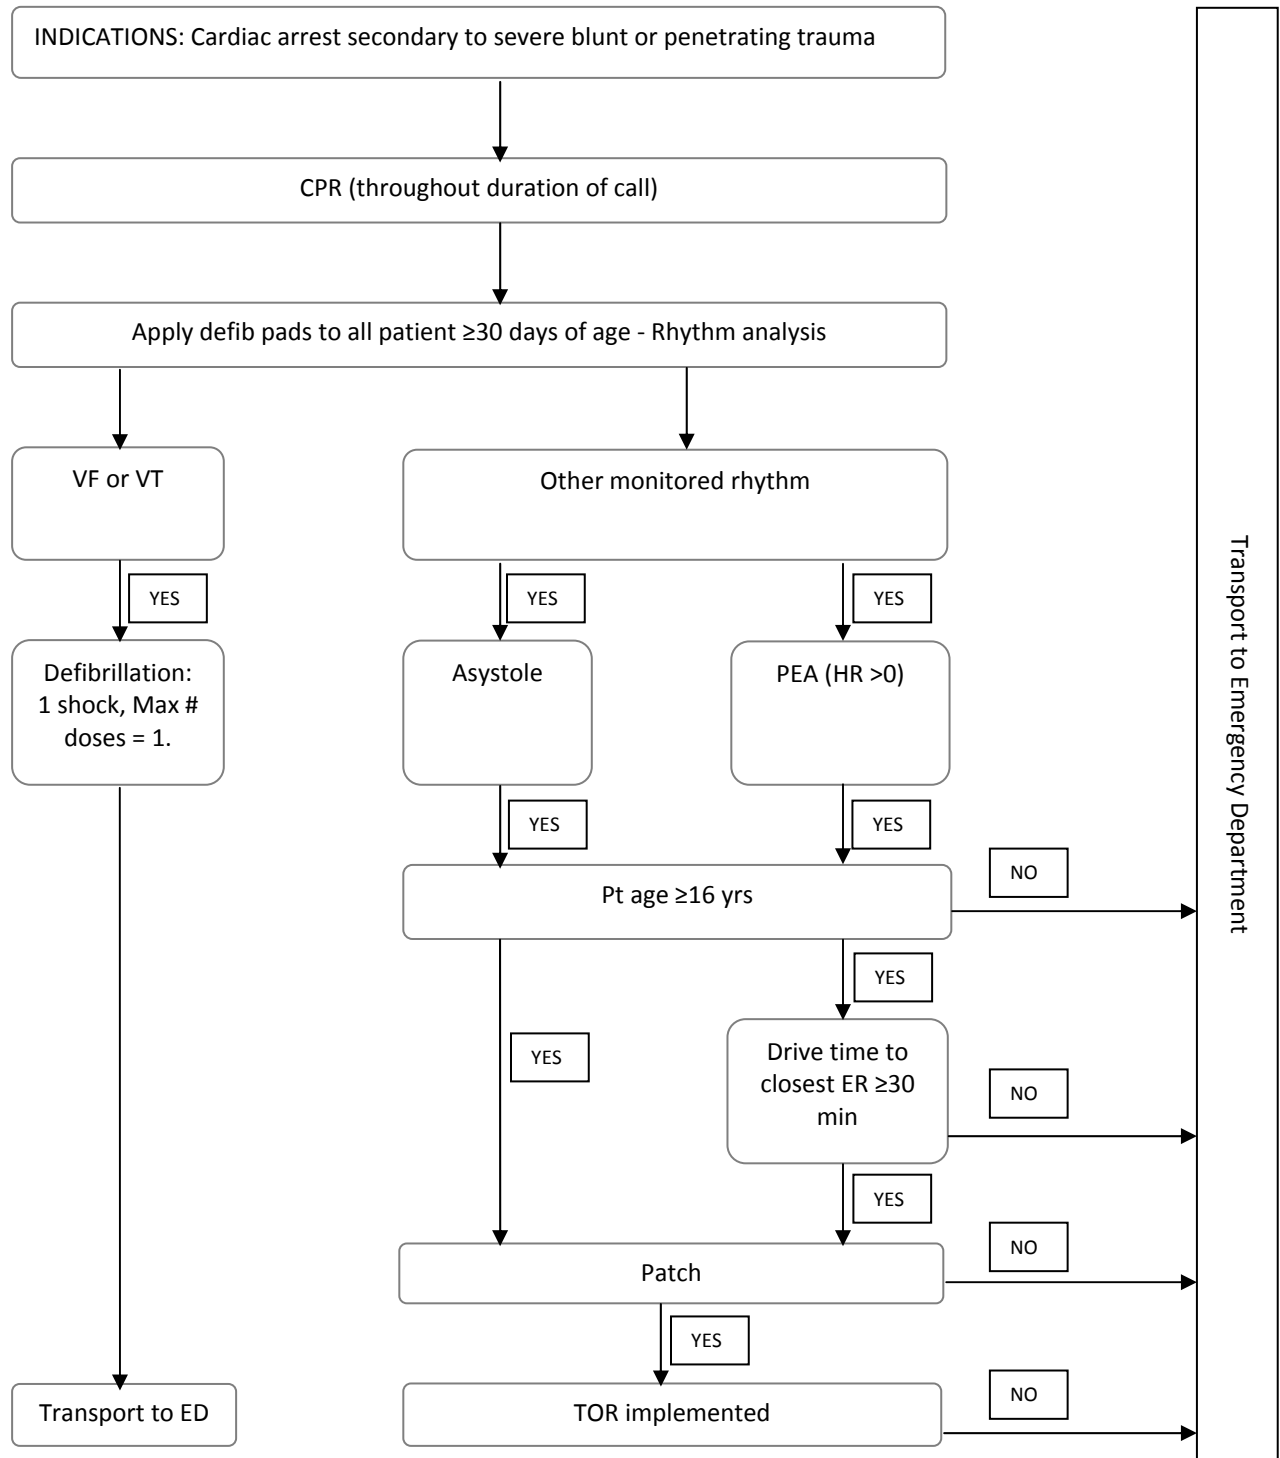 INDICATIONS: Cardiac arrest secondary to severe blunt or penetrating trauma
CPR (throughout duration of call)
Apply defib pads to all patient ≥30 days of age - Rhythm analysis
VF or VT
Other monitored rhythm
YES
YES
YES
Defibrillation:
1 shock, Max #
doses = 1.
Asystole
PEA (HR >0)
YES
YES
Pt age ≥16 yrs
NO
YES
YES
Drive time to
closest ER ≥30
min
NO
YES
Patch
NO
YES
Transport to ED
TOR implemented
NO
Transport to Emergency Department